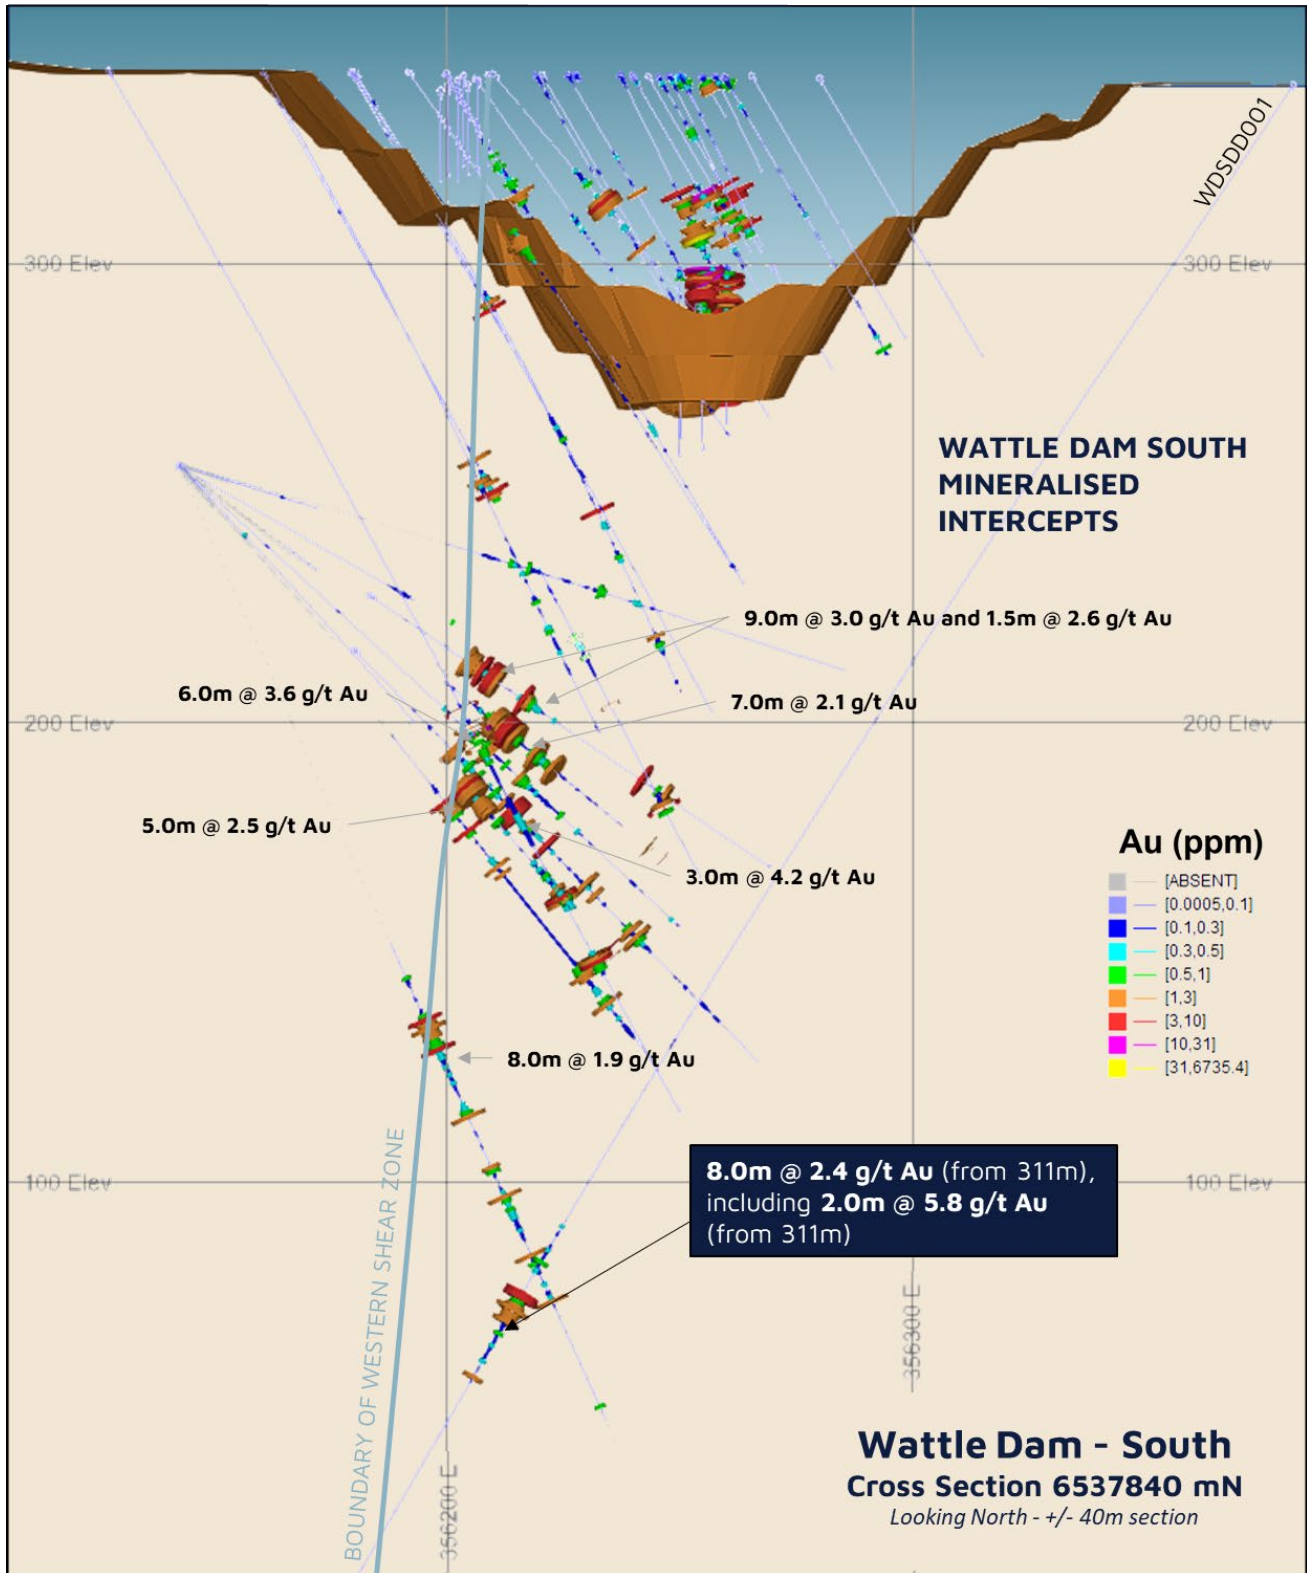 WDSDD001
300 Elev
300 Elev
WATTLE DAM SOUTH
MINERALISED
INTERCEPTS
9.0m @ 3.0 g/t Au and 1.5m @ 2.6 g/t Au
6.0m @ 3.6 g/t Au
7.0m @ 2.1 g/t Au
200 Elev
200 Elev
5.0m @ 2.5 g/t Au
3.0m @ 4.2 g/t Au
Au (ppm)
[ABSENT]
[0.0005,0.1]
[0.1,0.3]
[0.3,0.5]
[0.5,1]
[1,3]
[3,10]
[10,31]
[31,6735.4]
8.0m @ 1.9 g/t Au
BOUNDARY OF WESTERN SHEAR ZONE
100 Elev
100 Elev
8.0m @ 2.4 g/t Au (from 311m),
including 2.0m @ 5.8 g/t Au
(from 311m)
356200 E
356300 E
Wattle Dam - South
Cross Section 6537840 mN
Looking North - +/- 40m section